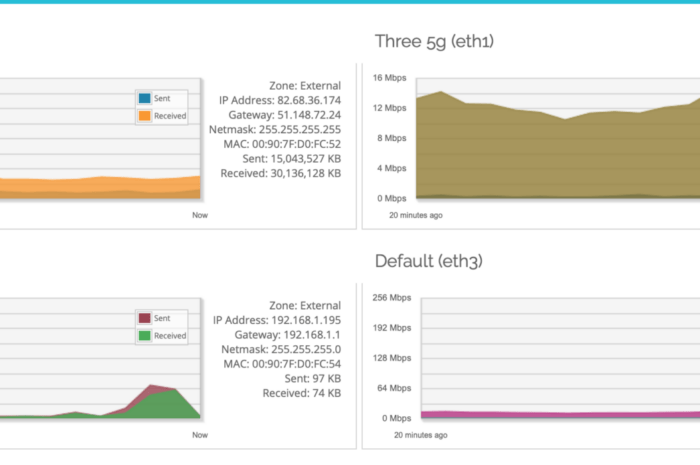 Three 5g (eth1)
Sent
Received
Zone: External
IP Address: 82.68.36.174
Gateway: 51.148.72.24
Netmask: 255.255.255.255
MAC: 00:90:7F:D0:FC:52
Sent: 15,043,527 KB
Received: 30,136,128 KB
Now
16 Mbps
12 Mbps
8 Mbps
4 Mbps
0 Mbps
20 minutes ago
Default (eth3)
Sent
Received
Zone: External
IP Address: 192.168.1.195
Gateway: 192.168.1.1
Netmask: 255.255.255.0
MAC: 00:90:7F:D0:FC:54
Sent: 97 KB
Received: 74 KB
Now
256 Mbps
192 Mbps
128 Mbps
64 Mbps
0 Mbps
20 minutes ago